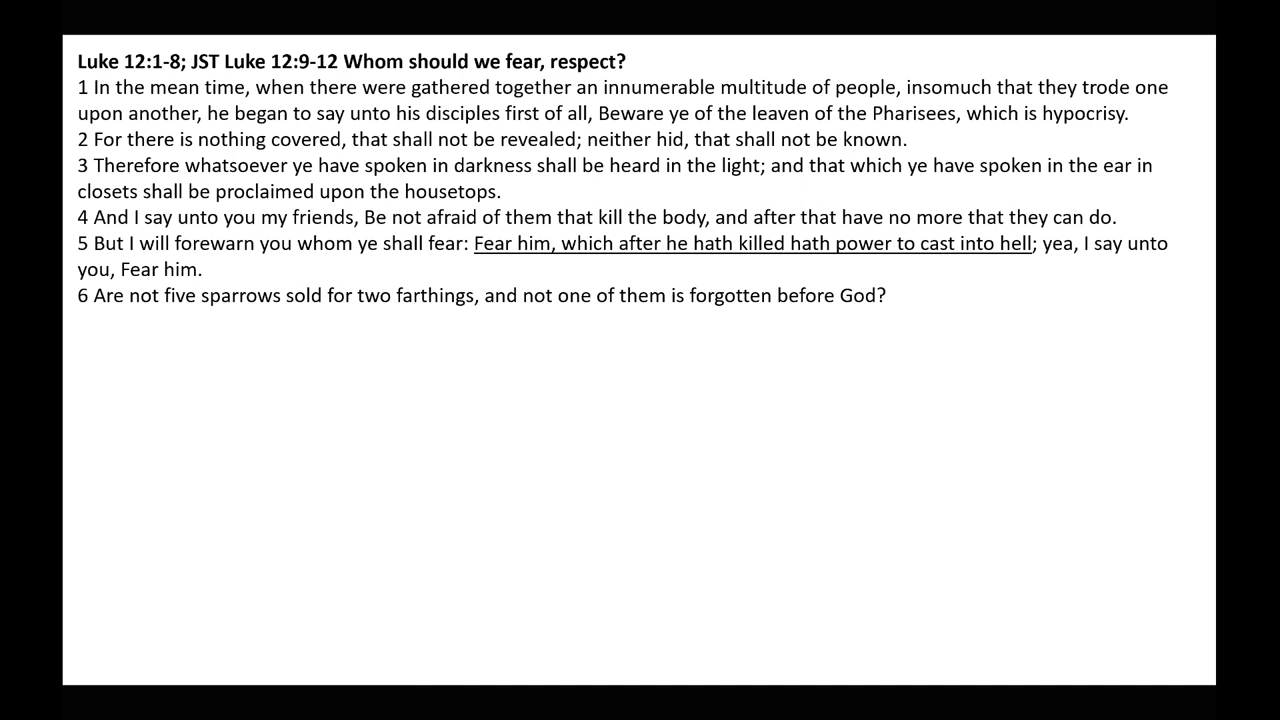 Luke 12:1-8; JST Luke 12:9-12 Whom should we fear, respect?
1 In the mean time, when there were gathered together an innumerable multitude of people, insomuch that they trode one
upon another, he began to say unto his disciples first of all, Beware ye of the leaven of the Pharisees, which is hypocrisy.
2 For there is nothing covered, that shall not be revealed; neither hid, that shall not be known.
3 Therefore whatsoever ye have spoken in darkness shall be heard in the light; and that which ye have spoken in the ear in
closets shall be proclaimed upon the housetops.
4 And I say unto you my friends, Be not afraid of them that kill the body, and after that have no more that they can do.
5 But I will forewarn you whom ye shall fear: Fear him, which after he hath killed hath power to cast into hell; yea, I say unto
you, Fear him.
6 Are not five sparrows sold for two farthings, and not one of them is forgotten before God?